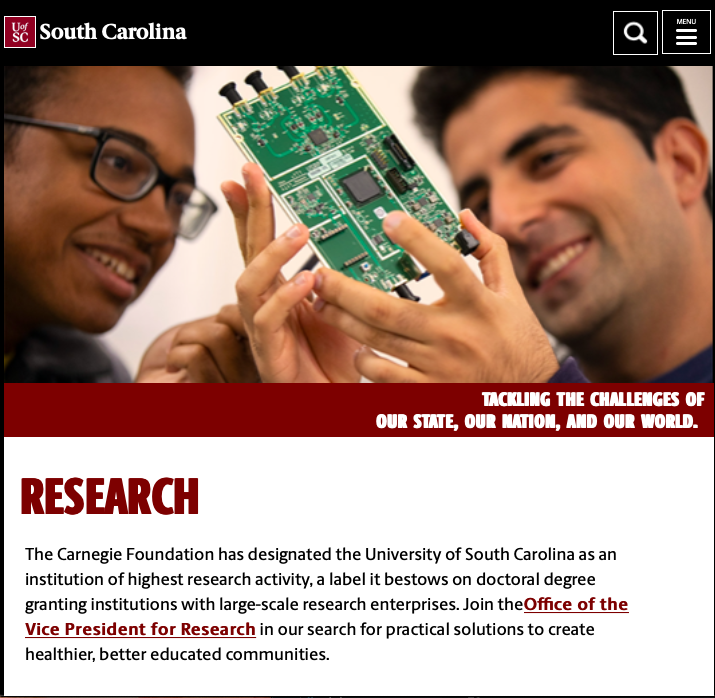 UofSC South Carolina
MENU
TACKLING THE CHALLENGES OF
OUR STATE, OUR NATION, AND OUR WORLD.
RESEARCH
The Carnegie Foundation has designated the University of South Carolina as an
institution of highest research activity, a label it bestows on doctoral degree
granting institutions with large-scale research enterprises. Join theOffice of the
Vice President for Research in our search for practical solutions to create
healthier, better educated communities.